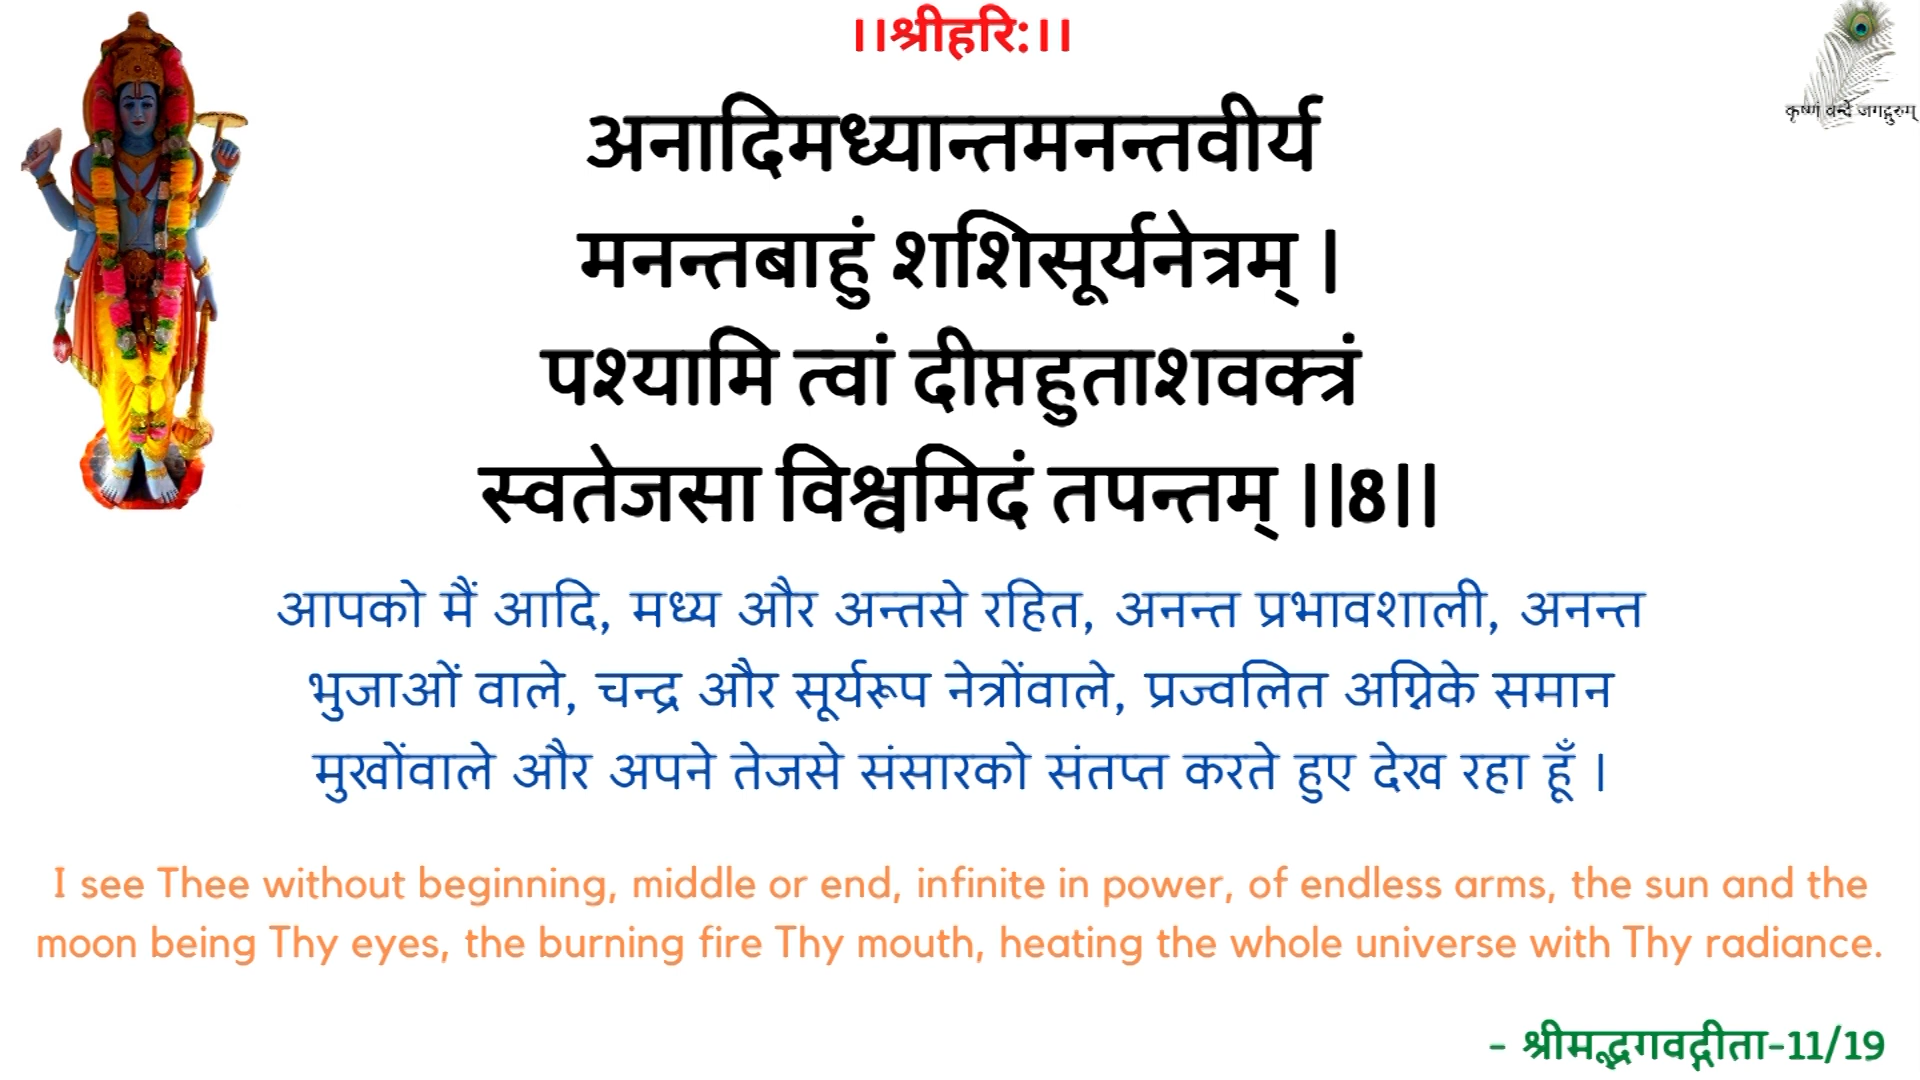 ।।श्रीहरि:।।
कृष्णं वन्दे जगद्गुरुम्
अनादिमध्यान्तमनन्तवीर्य
मनन्तबाहुं शशिसूर्यनेत्रम् |
पश्यामि त्वां दीप्तहुताशवक्त्रं
स्वतेजसा विश्वमिदं तपन्तम् ||8||
आपको मैं आदि, मध्य और अन्तसे रहित, अनन्त प्रभावशाली, अनन्त
भुजाओं वाले, चन्द्र और सूर्यरूप नेत्रोंवाले, प्रज्वलित अग्निके समान
मुखोंवाले और अपने तेजसे संसारको संतप्त करते हुए देख रहा हूँ ।
I see Thee without beginning, middle or end, infinite in power, of endless arms, the sun and the
moon being Thy eyes, the burning fire Thy mouth, heating the whole universe with Thy radiance.
- श्रीमद्भगवद्गीता-11/19